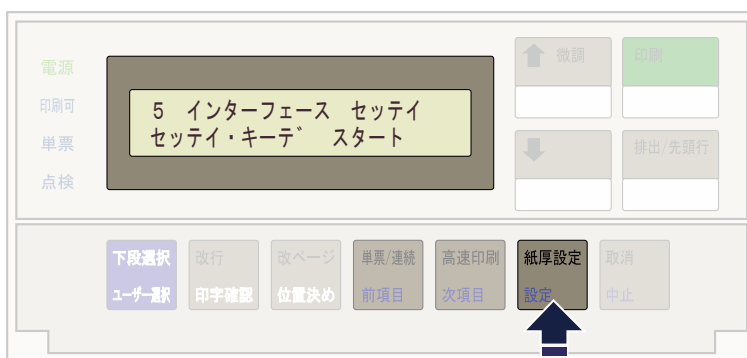 電源
印刷可
単票
点検
5 インターフェース セッテイ
セッテイ・キーデ゛ スタート
微調
印刷
排出/先頭行
下段選択
ユーザー選択
改行
印字確認
改ページ
位置決め
単票/連続
前項目
高速印刷
次項目
紙厚設定
設定
取消
中止